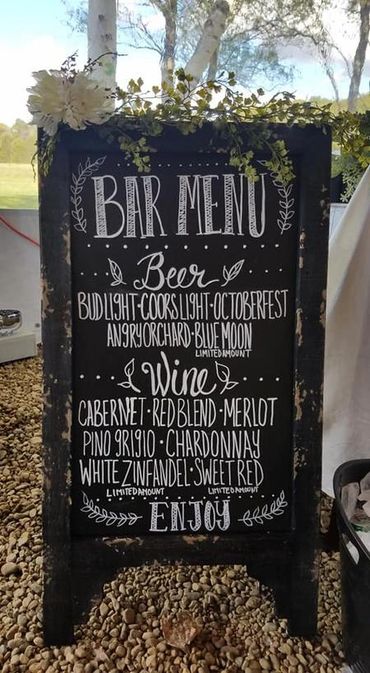 BAR MENU
Beer
BUD LIGHT · COORS LIGHT · OCTOBERFEST
ANGRY ORCHARD · BLUE MOON
LIMITED AMOUNT
Wine
CABERNET · RED BLEND · MERLOT
PINO GRIGIO · CHARDONNAY
WHITE ZINFANDEL · SWEET RED
LIMITED AMOUNT LIMITED AMOUNT
ENJOY